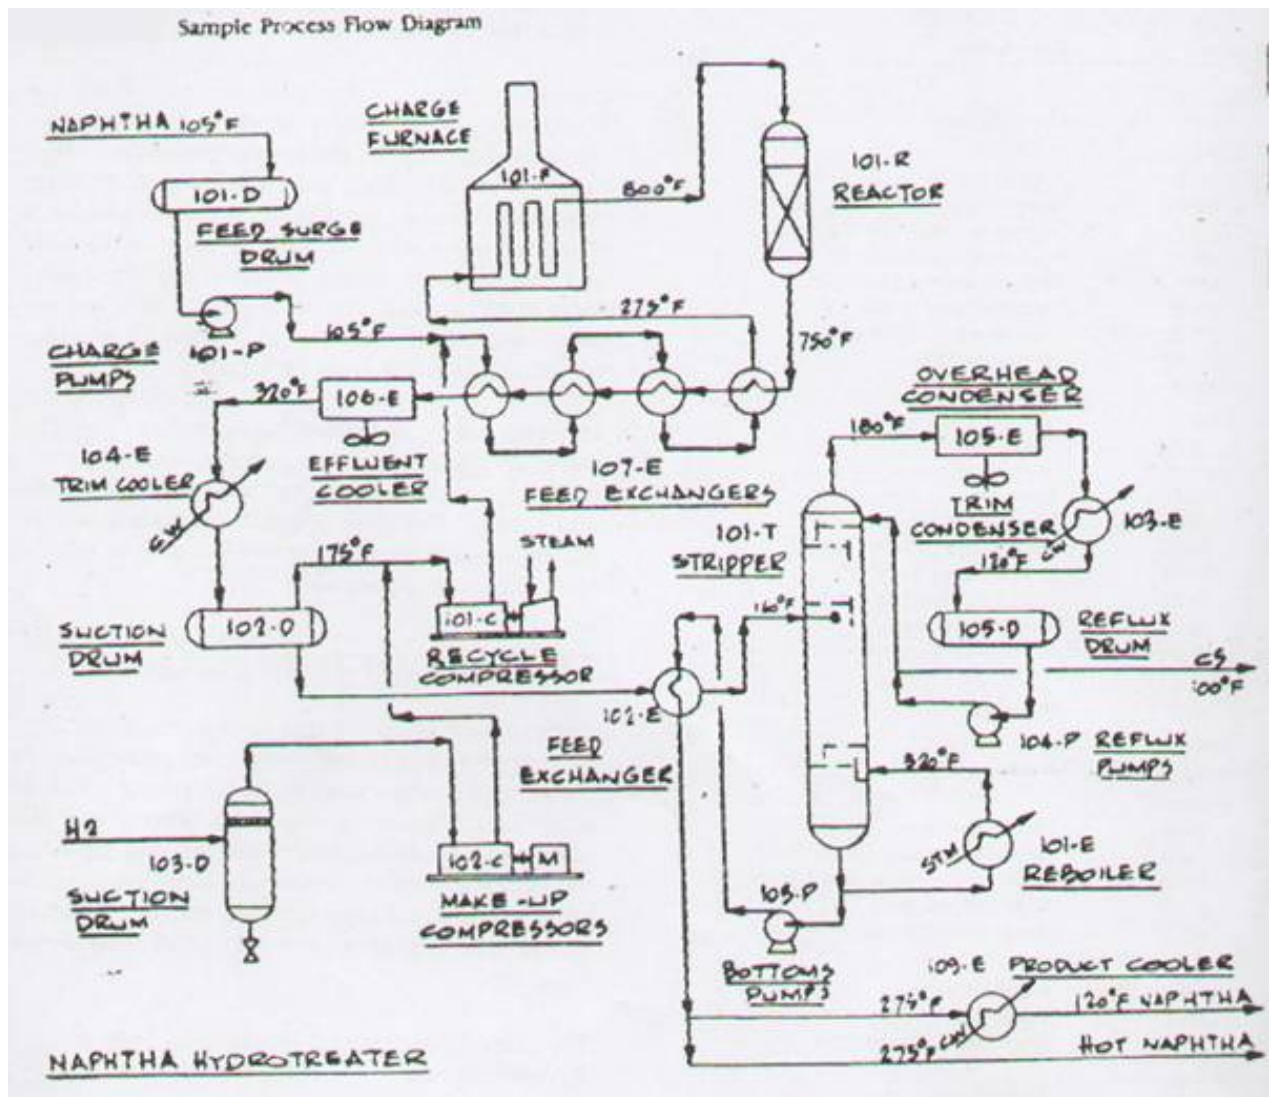 Sample Process Flow Diagram
NAPHTHA 105°F
101-D
FEED SURGE
DRUM
CHARGE
FURNACE
101-F
800°F
101-R
REACTOR
275°F
750°F
105°F
101-P
CHARGE
PUMPS
320°F
106-E
EFFLUENT
COOLER
107-E
FEED EXCHANGERS
104-E
TRIM COOLER
CW
OVERHEAD
CONDENSER
180°F
105-E
TRIM
CONDENSER
103-E
CW
120°F
101-T
STRIPPER
STEAM
175°F
101-C
RECYCLE
COMPRESSOR
SUCTION
DRUM
102-D
160°F
105-D
REFLUX
DRUM
C5
100°F
102-E
FEED
EXCHANGER
104-P REFLUX
PUMPS
320°F
H2
103-D
SUCTION
DRUM
102-C
M
MAKE-UP
COMPRESSORS
STM
101-E
REBOILER
103-P
BOTTOMS
PUMPS
109-E PRODUCT COOLER
275°F
CW
120°F NAPHTHA
275°F
HOT NAPHTHA
NAPHTHA HYDROTREATER